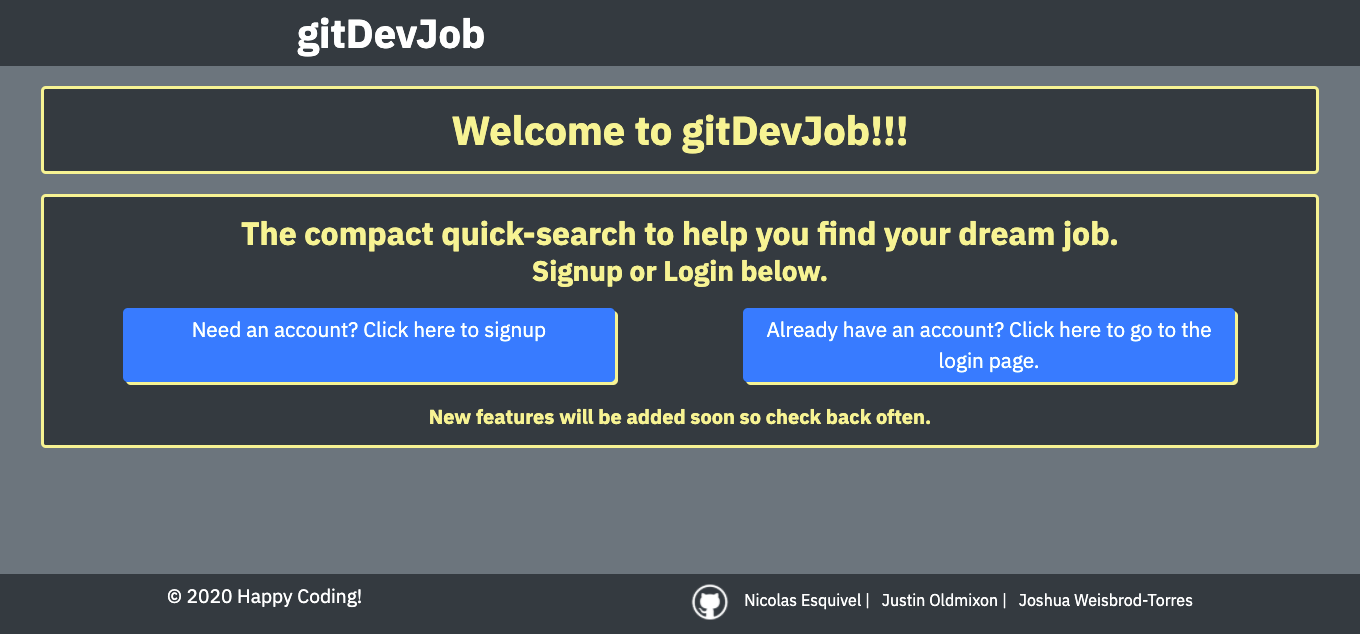 gitDevJob
Welcome to gitDevJob!!!
The compact quick-search to help you find your dream job.
Signup or Login below.
Need an account? Click here to signup
Already have an account? Click here to go to the
login page.
New features will be added soon so check back often.
© 2020 Happy Coding!
Nicolas Esquivel | Justin Oldmixon | Joshua Weisbrod-Torres